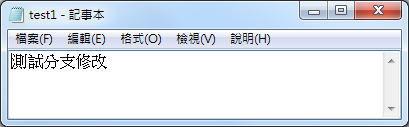 test1 - 記事本
檔案(F) 編輯(E) 格式(O) 檢視(V) 說明(H)
測試分支修改